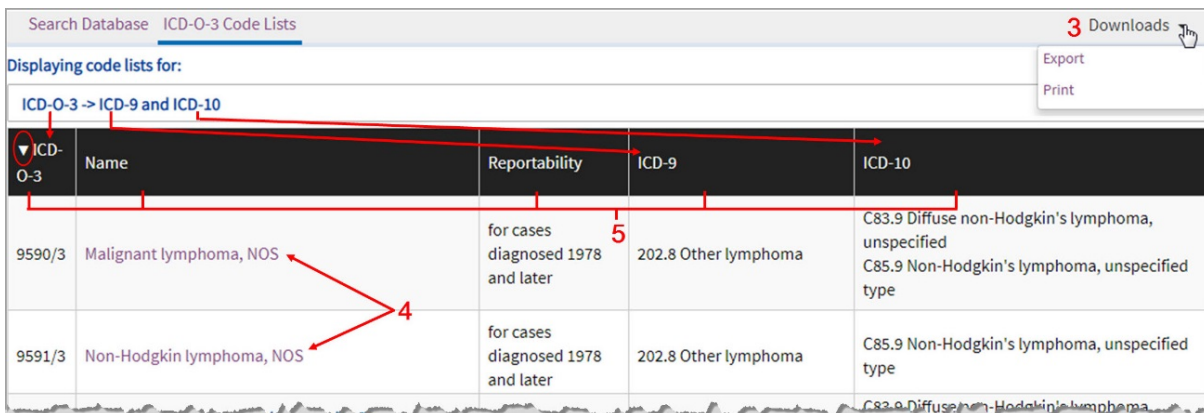 Search Database ICD-O-3 Code Lists
3 Downloads
Export
Print
Displaying code lists for:
ICD-O-3 -> ICD-9 and ICD-10
▼ICD-O-3 Name Reportability ICD-9 ICD-10
5
9590/3 Malignant lymphoma, NOS
for cases
diagnosed 1978
and later
202.8 Other lymphoma
C83.9 Diffuse non-Hodgkin's lymphoma,
unspecified
C85.9 Non-Hodgkin's lymphoma, unspecified
type
4
9591/3 Non-Hodgkin lymphoma, NOS
for cases
diagnosed 1978
and later
202.8 Other lymphoma
C85.9 Non-Hodgkin's lymphoma, unspecified
type